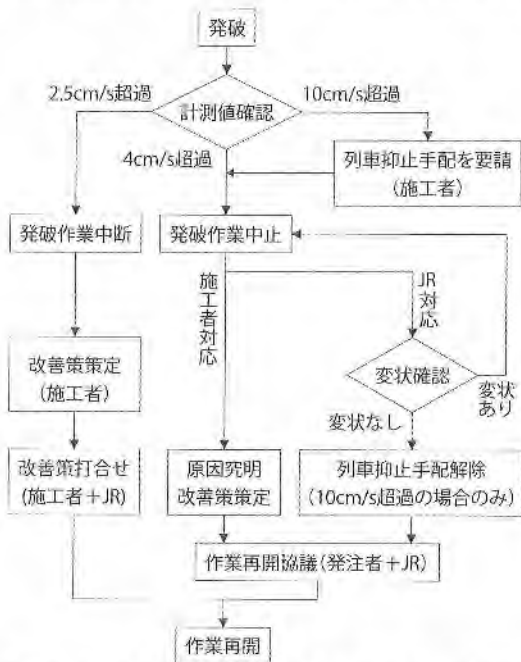 発破
2.5cm/s超過
10cm/s超過
計測値確認
4cm/s超過
列車抑止手配を要請
(施工者)
発破作業中断
発破作業中止
施工者対応
JR対応
改善策策定
(施工者)
変状確認
変状あり
変状なし
改善策打合せ
(施工者+JR)
原因究明
改善策策定
列車抑止手配解除
(10cm/s超過の場合のみ)
作業再開協議(発注者+JR)
作業再開